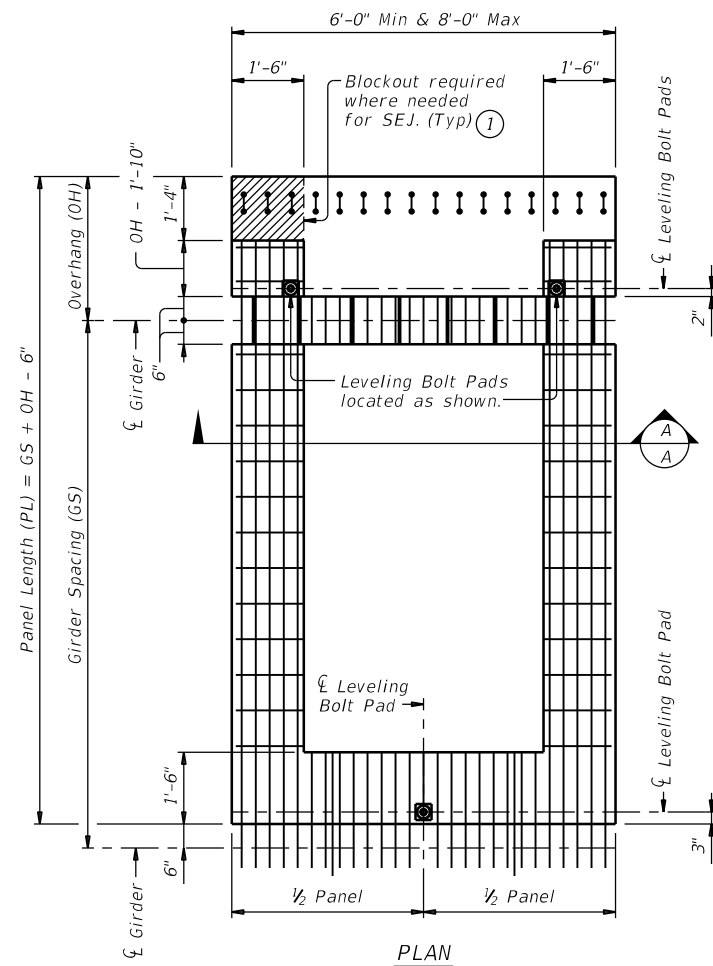 6'-0" Min & 8'-0" Max
1'-6"
1'-6"
Blockout required
where needed
for SEJ. (Typ) 1
℄ Leveling Bolt Pads
OH - 1'-10"
1'-4"
Overhang (OH)
2"
6"
℄ Girder
Leveling Bolt Pads
located as shown.
A
A
Panel Length (PL) = GS + OH - 6"
Girder Spacing (GS)
℄ Leveling
Bolt Pad
℄ Leveling Bolt Pad
1'-6"
3"
6"
℄ Girder
½ Panel
½ Panel
PLAN